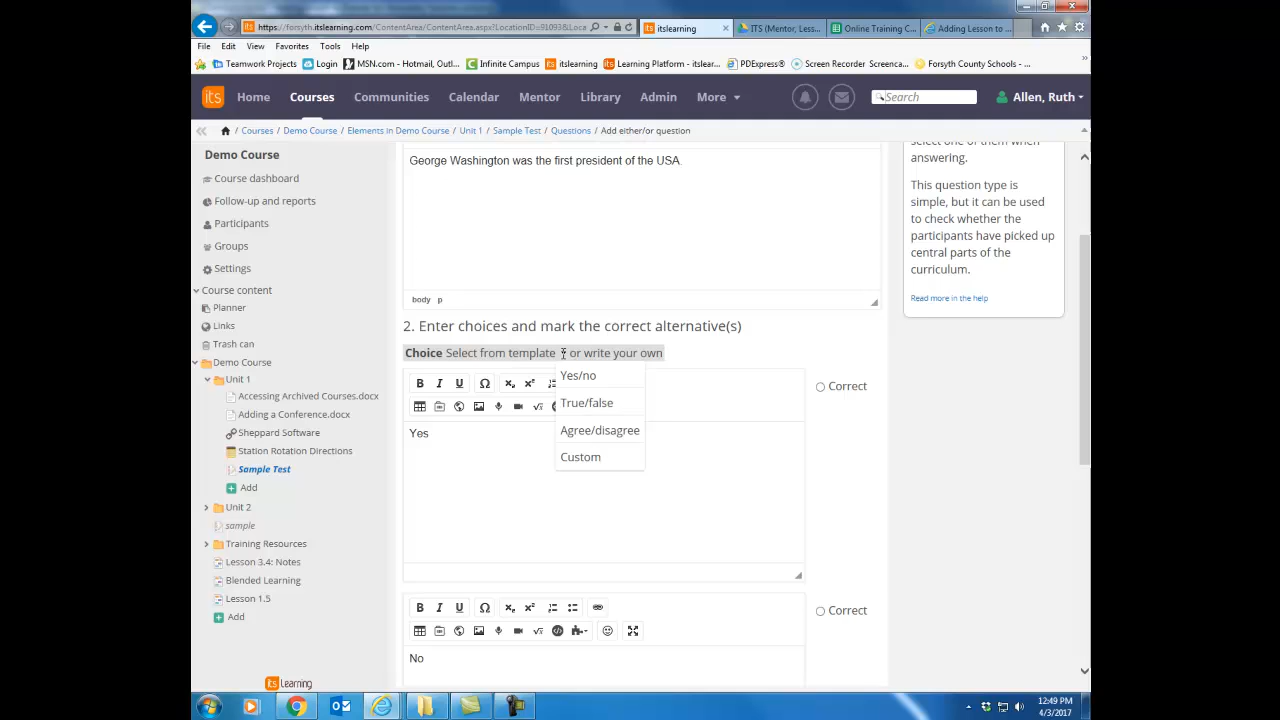 https://forsyth.itslearning.com/ContentArea/ContentArea.aspx?LocationID=91093&Loca
itslearning
ITS (Mentor, Less...
Online Training C...
Adding Lesson to ...
File Edit View Favorites Tools Help
Teamwork Projects
Login
MSN.com - Hotmail, Outl...
Infinite Campus
itslearning
Learning Platform - itslear...
PDExpress®
Screen Recorder Screenca...
Forsyth County Schools -...
its
Home
Courses
Communities
Calendar
Mentor
Library
Admin
More
Search
Allen, Ruth
Courses / Demo Course / Elements in Demo Course / Unit 1 / Sample Test / Questions / Add either/or question
Demo Course
Course dashboard
Follow-up and reports
Participants
Groups
Settings
Course content
Planner
Links
Trash can
Demo Course
Unit 1
Accessing Archived Courses.docx
Adding a Conference.docx
Sheppard Software
Station Rotation Directions
Sample Test
Add
Unit 2
sample
Training Resources
Lesson 3.4: Notes
Blended Learning
Lesson 1.5
Add
its Learning
George Washington was the first president of the USA.
body p
2. Enter choices and mark the correct alternative(s)
Choice Select from template or write your own
Yes/no
True/false
Agree/disagree
Custom
Yes
Correct
No
Correct
select one of them when
answering.
This question type is
simple, but it can be used
to check whether the
participants have picked up
central parts of the
curriculum.
Read more in the help
12:49 PM
4/3/2017